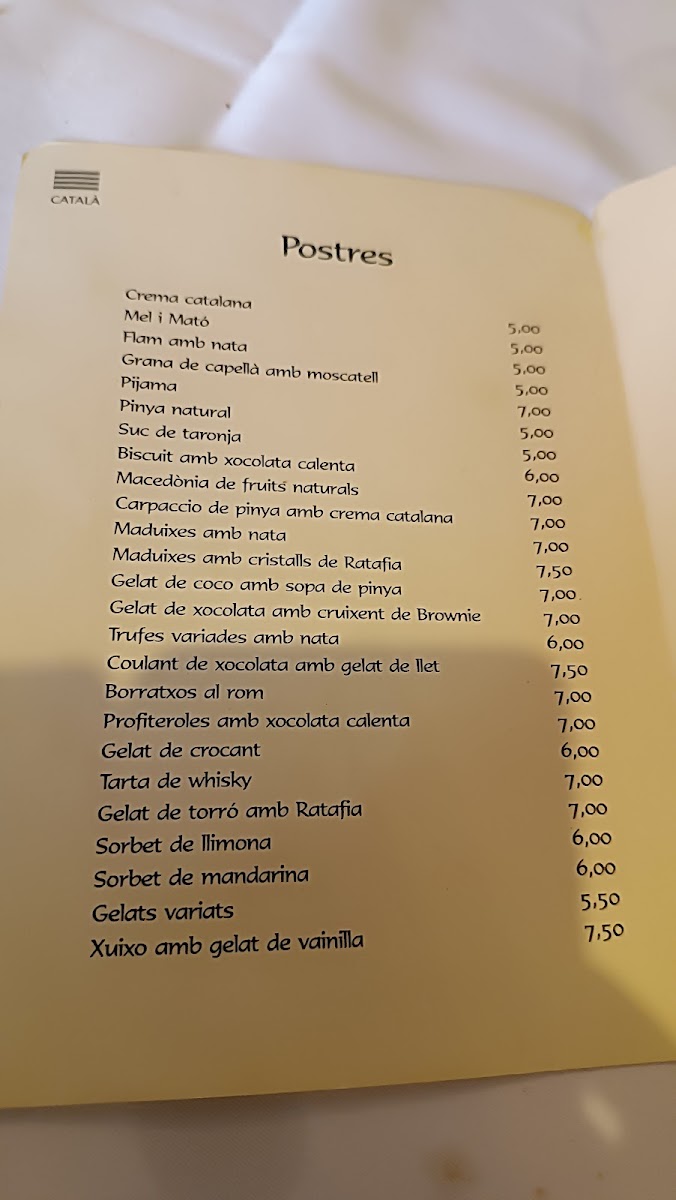 CATALÀ
Postres
Crema catalana 5,00
Mel i Mató 5,00
Flam amb nata 5,00
Grana de capellà amb moscatell 5,00
Pijama 7,00
Pinya natural 5,00
Suc de taronja 5,00
Biscuit amb xocolata calenta 6,00
Macedònia de fruits naturals 7,00
Carpaccio de pinya amb crema catalana 7,00
Maduixes amb nata 7,00
Maduixes amb cristalls de Ratafia 7,50
Gelat de coco amb sopa de pinya 7,00.
Gelat de xocolata amb cruixent de Brownie 7,00
Trufes variades amb nata 6,00
Coulant de xocolata amb gelat de llet 7,50
Borratxos al rom 7,00
Profiteroles amb xocolata calenta 7,00
Gelat de crocant 6,00
Tarta de whisky 7,00
Gelat de torró amb Ratafia 7,00
Sorbet de llimona 6,00
Sorbet de mandarina 6,00
Gelats variats 5,50
Xuixo amb gelat de vainilla 7,50